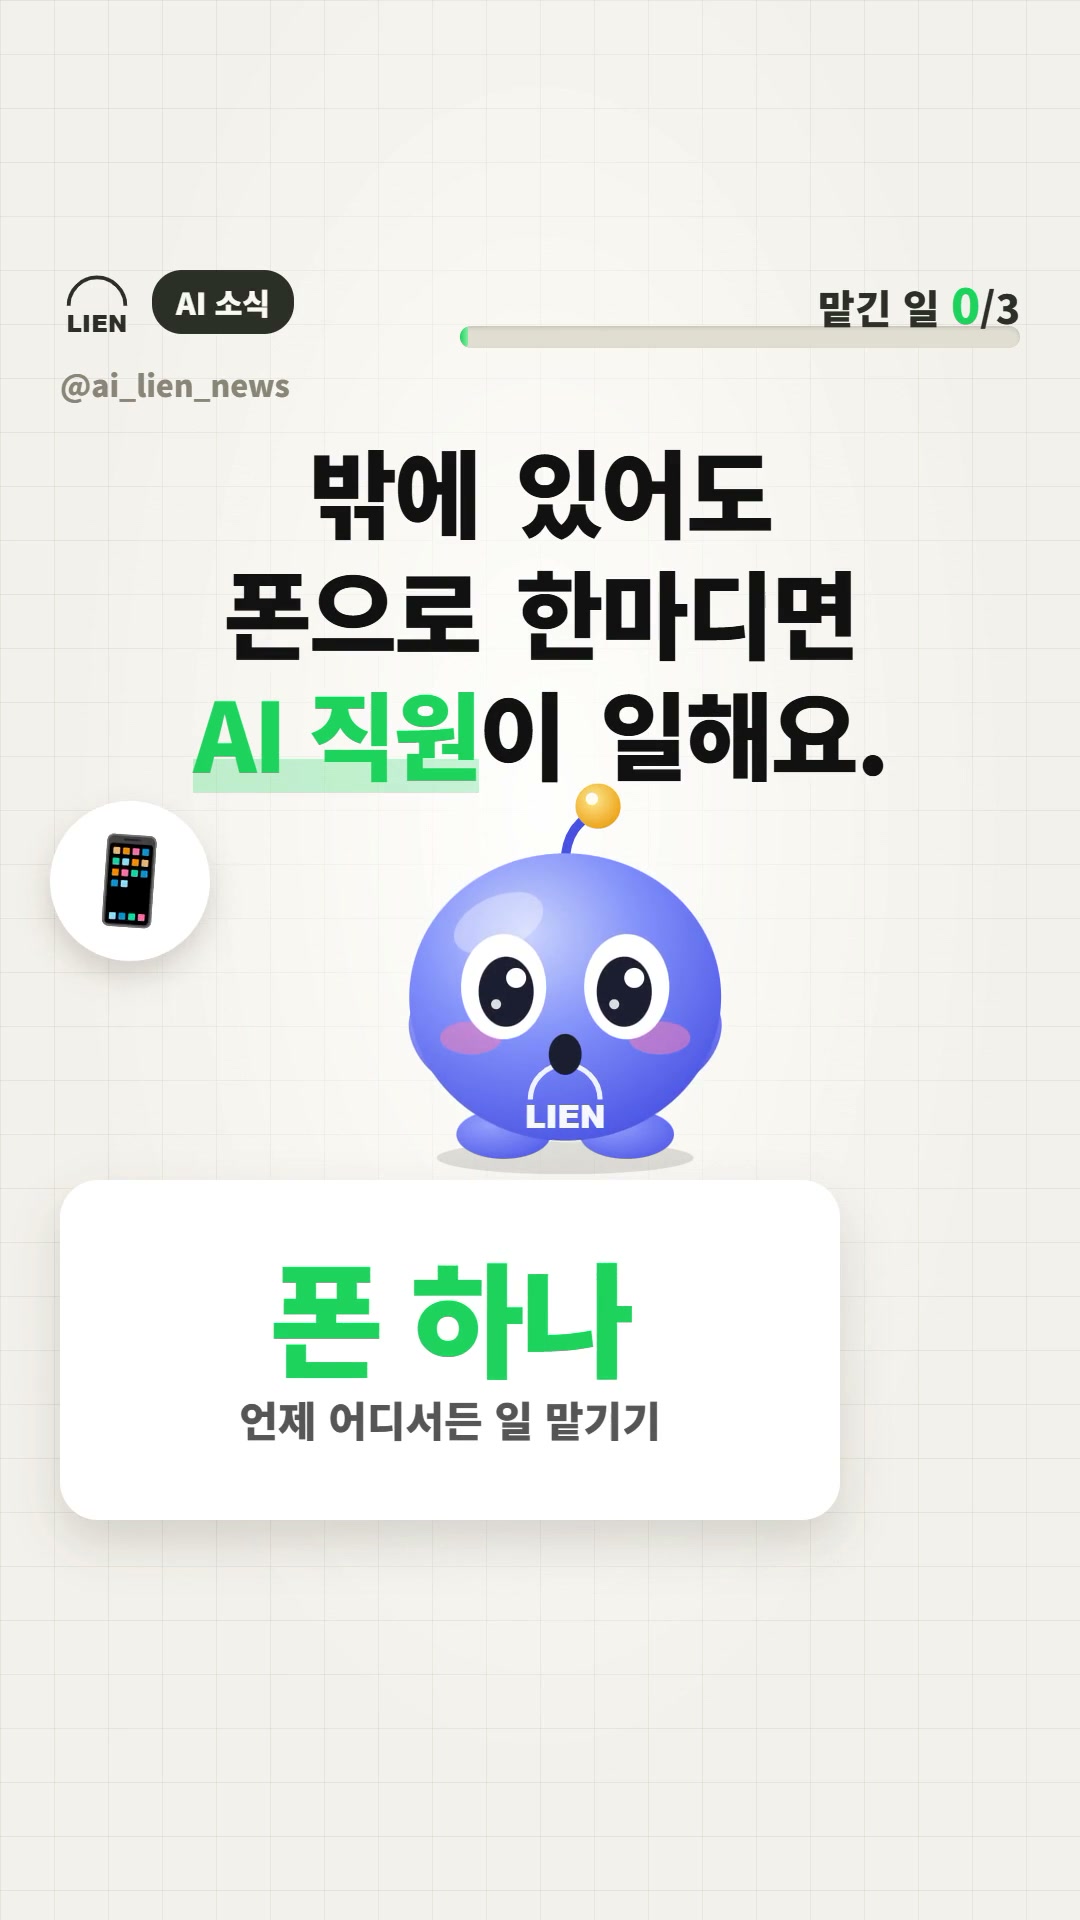 LIEN
AI 소식
맡긴 일 0/3
@ai_lien_news
밖에 있어도
폰으로 한마디면
AI 직원이 일해요.
LIEN
폰 하나
언제 어디서든 일 맡기기